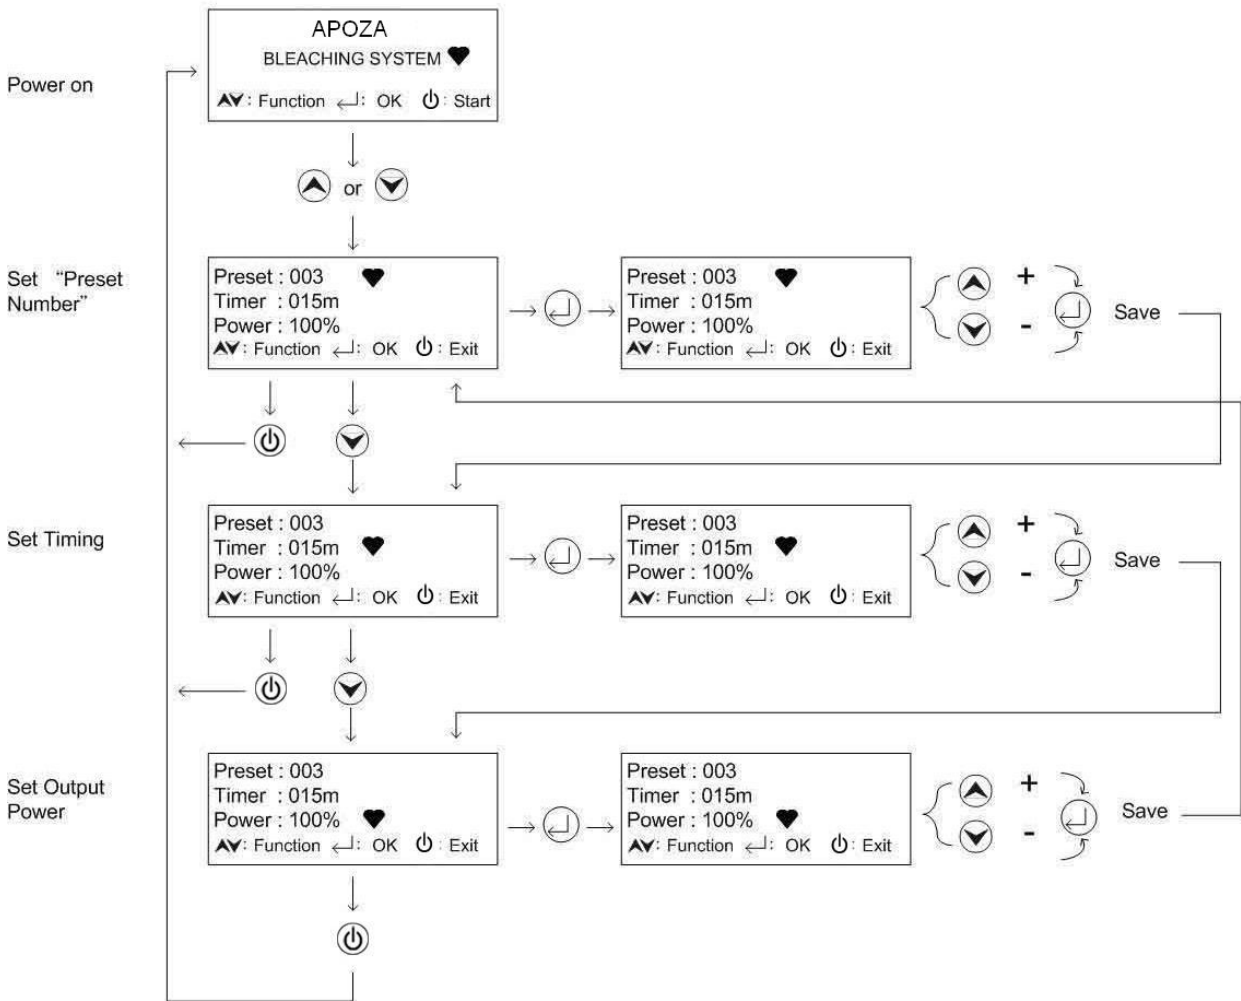 APOZA
BLEACHING SYSTEM
Power on
: Function : OK : Start
or
Set “Preset
Number”
Preset : 003
Timer : 015m
Power : 100%
: Function : OK : Exit
Preset : 003
Timer : 015m
Power : 100%
: Function : OK : Exit
+
-
Save
Set Timing
Preset : 003
Timer : 015m
Power : 100%
: Function : OK : Exit
Preset : 003
Timer : 015m
Power : 100%
: Function : OK : Exit
+
-
Save
Set Output
Power
Preset : 003
Timer : 015m
Power : 100%
: Function : OK : Exit
Preset : 003
Timer : 015m
Power : 100%
: Function : OK : Exit
+
-
Save